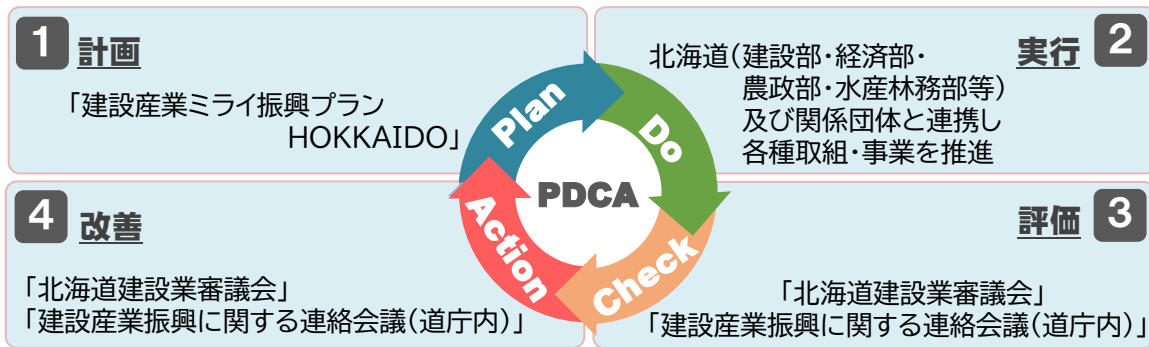 1 計画
「建設産業ミライ振興プラン
HOKKAIDO」
実行 2
北海道（建設部・経済部・
農政部・水産林務部等）
及び関係団体と連携し
各種取組・事業を推進
Plan
Do
PDCA
Check
Action
評価 3
「北海道建設業審議会」
「建設産業振興に関する連絡会議（道庁内）」
4 改善
「北海道建設業審議会」
「建設産業振興に関する連絡会議（道庁内）」